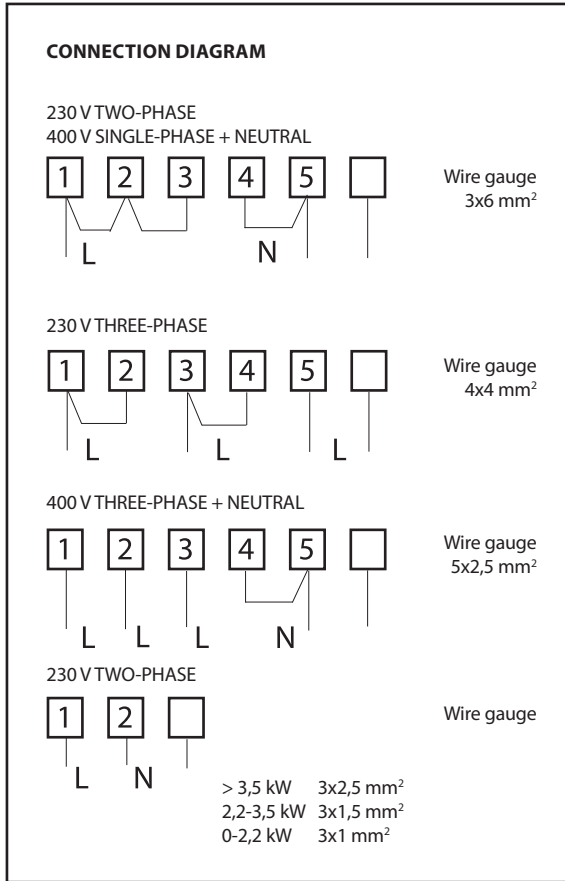 CONNECTION DIAGRAM
230 V TWO-PHASE
400 V SINGLE-PHASE + NEUTRAL
1 2 3 4 5
Wire gauge
3x6 mm²
L N
230 V THREE-PHASE
1 2 3 4 5
Wire gauge
4x4 mm²
L L L
400 V THREE-PHASE + NEUTRAL
1 2 3 4 5
Wire gauge
5x2,5 mm²
L L L N
230 V TWO-PHASE
1 2
Wire gauge
L N
> 3,5 kW 3x2,5 mm²
2,2-3,5 kW 3x1,5 mm²
0-2,2 kW 3x1 mm²